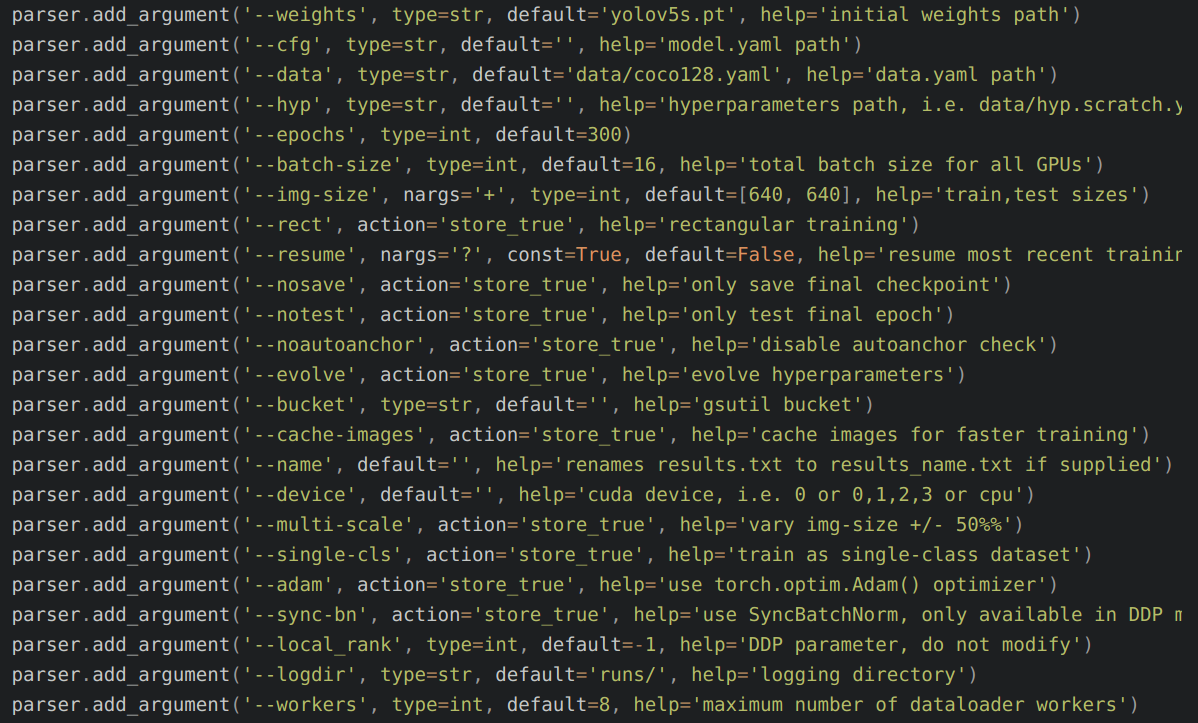 parser.add_argument('--weights', type=str, default='yolov5s.pt', help='initial weights path')
parser.add_argument('--cfg', type=str, default='', help='model.yaml path')
parser.add_argument('--data', type=str, default='data/coco128.yaml', help='data.yaml path')
parser.add_argument('--hyp', type=str, default='', help='hyperparameters path, i.e. data/hyp.scratch.y
parser.add_argument('--epochs', type=int, default=300)
parser.add_argument('--batch-size', type=int, default=16, help='total batch size for all GPUs')
parser.add_argument('--img-size', nargs='+', type=int, default=[640, 640], help='train,test sizes')
parser.add_argument('--rect', action='store_true', help='rectangular training')
parser.add_argument('--resume', nargs='?', const=True, default=False, help='resume most recent trainin
parser.add_argument('--nosave', action='store_true', help='only save final checkpoint')
parser.add_argument('--notest', action='store_true', help='only test final epoch')
parser.add_argument('--noautoanchor', action='store_true', help='disable autoanchor check')
parser.add_argument('--evolve', action='store_true', help='evolve hyperparameters')
parser.add_argument('--bucket', type=str, default='', help='gsutil bucket')
parser.add_argument('--cache-images', action='store_true', help='cache images for faster training')
parser.add_argument('--name', default='', help='renames results.txt to results_name.txt if supplied')
parser.add_argument('--device', default='', help='cuda device, i.e. 0 or 0,1,2,3 or cpu')
parser.add_argument('--multi-scale', action='store_true', help='vary img-size +/- 50%%')
parser.add_argument('--single-cls', action='store_true', help='train as single-class dataset')
parser.add_argument('--adam', action='store_true', help='use torch.optim.Adam() optimizer')
parser.add_argument('--sync-bn', action='store_true', help='use SyncBatchNorm, only available in DDP m
parser.add_argument('--local_rank', type=int, default=-1, help='DDP parameter, do not modify')
parser.add_argument('--logdir', type=str, default='runs/', help='logging directory')
parser.add_argument('--workers', type=int, default=8, help='maximum number of dataloader workers')